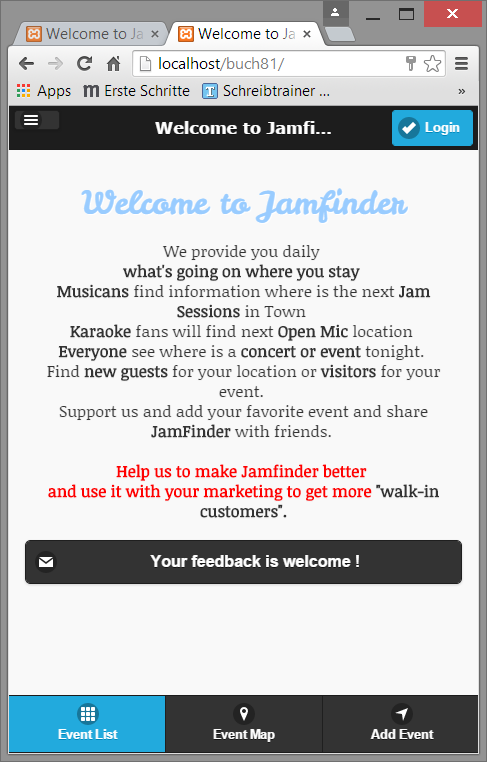 Welcome to Ja
Welcome to Ja
localhost/buch81/
Apps
Erste Schritte
Schreibtrainer ...
»
Welcome to Jamfi...
Login
Welcome to Jamfinder
We provide you daily
what's going on where you stay
Musicans find information where is the next Jam
Sessions in Town
Karaoke fans will find next Open Mic location
Everyone see where is a concert or event tonight.
Find new guests for your location or visitors for your
event.
Support us and add your favorite event and share
JamFinder with friends.
Help us to make Jamfinder better
and use it with your marketing to get more "walk-in
customers".
Your feedback is welcome !
Event List
Event Map
Add Event